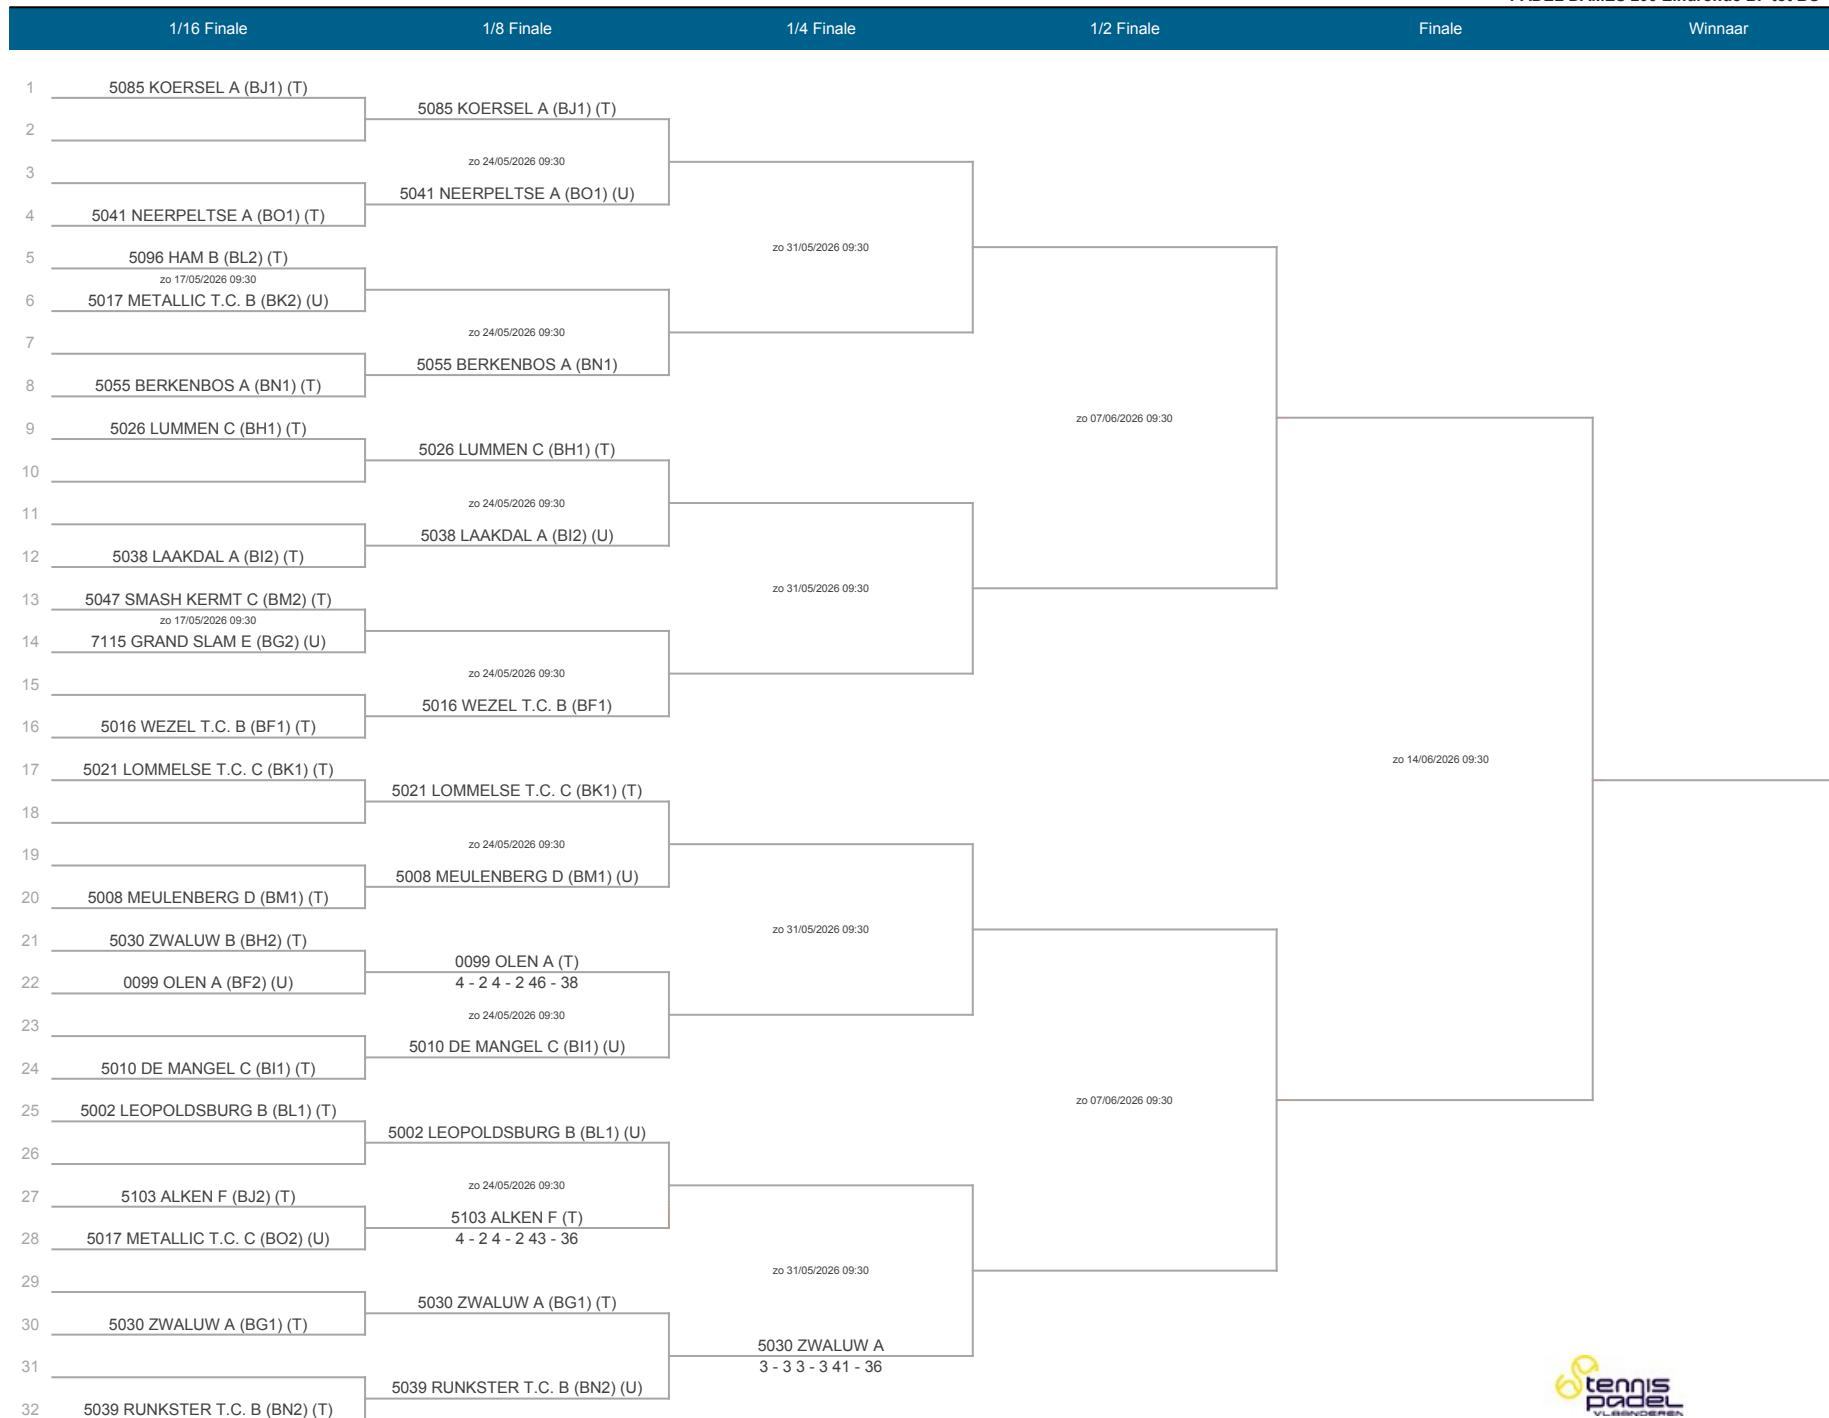 1/16 Finale 1/8 Finale 1/4 Finale 1/2 Finale Finale Winnaar
1 5085 KOERSEL A (BJ1) (T)
5085 KOERSEL A (BJ1) (T)
2
zo 24/05/2026 09:30
3
5041 NEERPELTSE A (BO1) (U)
4 5041 NEERPELTSE A (BO1) (T)
zo 31/05/2026 09:30
5 5096 HAM B (BL2) (T)
zo 17/05/2026 09:30
6 5017 METALLIC T.C. B (BK2) (U)
zo 24/05/2026 09:30
7
5055 BERKENBOS A (BN1)
8 5055 BERKENBOS A (BN1) (T)
zo 07/06/2026 09:30
9 5026 LUMMEN C (BH1) (T)
5026 LUMMEN C (BH1) (T)
10
zo 24/05/2026 09:30
11
5038 LAAKDAL A (BI2) (U)
12 5038 LAAKDAL A (BI2) (T)
zo 31/05/2026 09:30
13 5047 SMASH KERMT C (BM2) (T)
zo 17/05/2026 09:30
14 7115 GRAND SLAM E (BG2) (U)
zo 24/05/2026 09:30
15
5016 WEZEL T.C. B (BF1)
16 5016 WEZEL T.C. B (BF1) (T)
zo 14/06/2026 09:30
17 5021 LOMMELSE T.C. C (BK1) (T)
5021 LOMMELSE T.C. C (BK1) (T)
18
zo 24/05/2026 09:30
19
5008 MEULENBERG D (BM1) (U)
20 5008 MEULENBERG D (BM1) (T)
zo 31/05/2026 09:30
21 5030 ZWALUW B (BH2) (T)
0099 OLEN A (T)
22 0099 OLEN A (BF2) (U)
4 - 2 4 - 2 46 - 38
zo 24/05/2026 09:30
23
5010 DE MANGEL C (BI1) (U)
24 5010 DE MANGEL C (BI1) (T)
zo 07/06/2026 09:30
25 5002 LEOPOLDSBURG B (BL1) (T)
5002 LEOPOLDSBURG B (BL1) (U)
26
zo 24/05/2026 09:30
27 5103 ALKEN F (BJ2) (T)
5103 ALKEN F (T)
28 5017 METALLIC T.C. C (BO2) (U)
4 - 2 4 - 2 43 - 36
zo 31/05/2026 09:30
29
5030 ZWALUW A (BG1) (T)
30 5030 ZWALUW A (BG1) (T)
5030 ZWALUW A
31
3 - 3 3 - 3 41 - 36
5039 RUNKSTER T.C. B (BN2) (U)
32 5039 RUNKSTER T.C. B (BN2) (T)
tennis
padel
VLAANDEREN